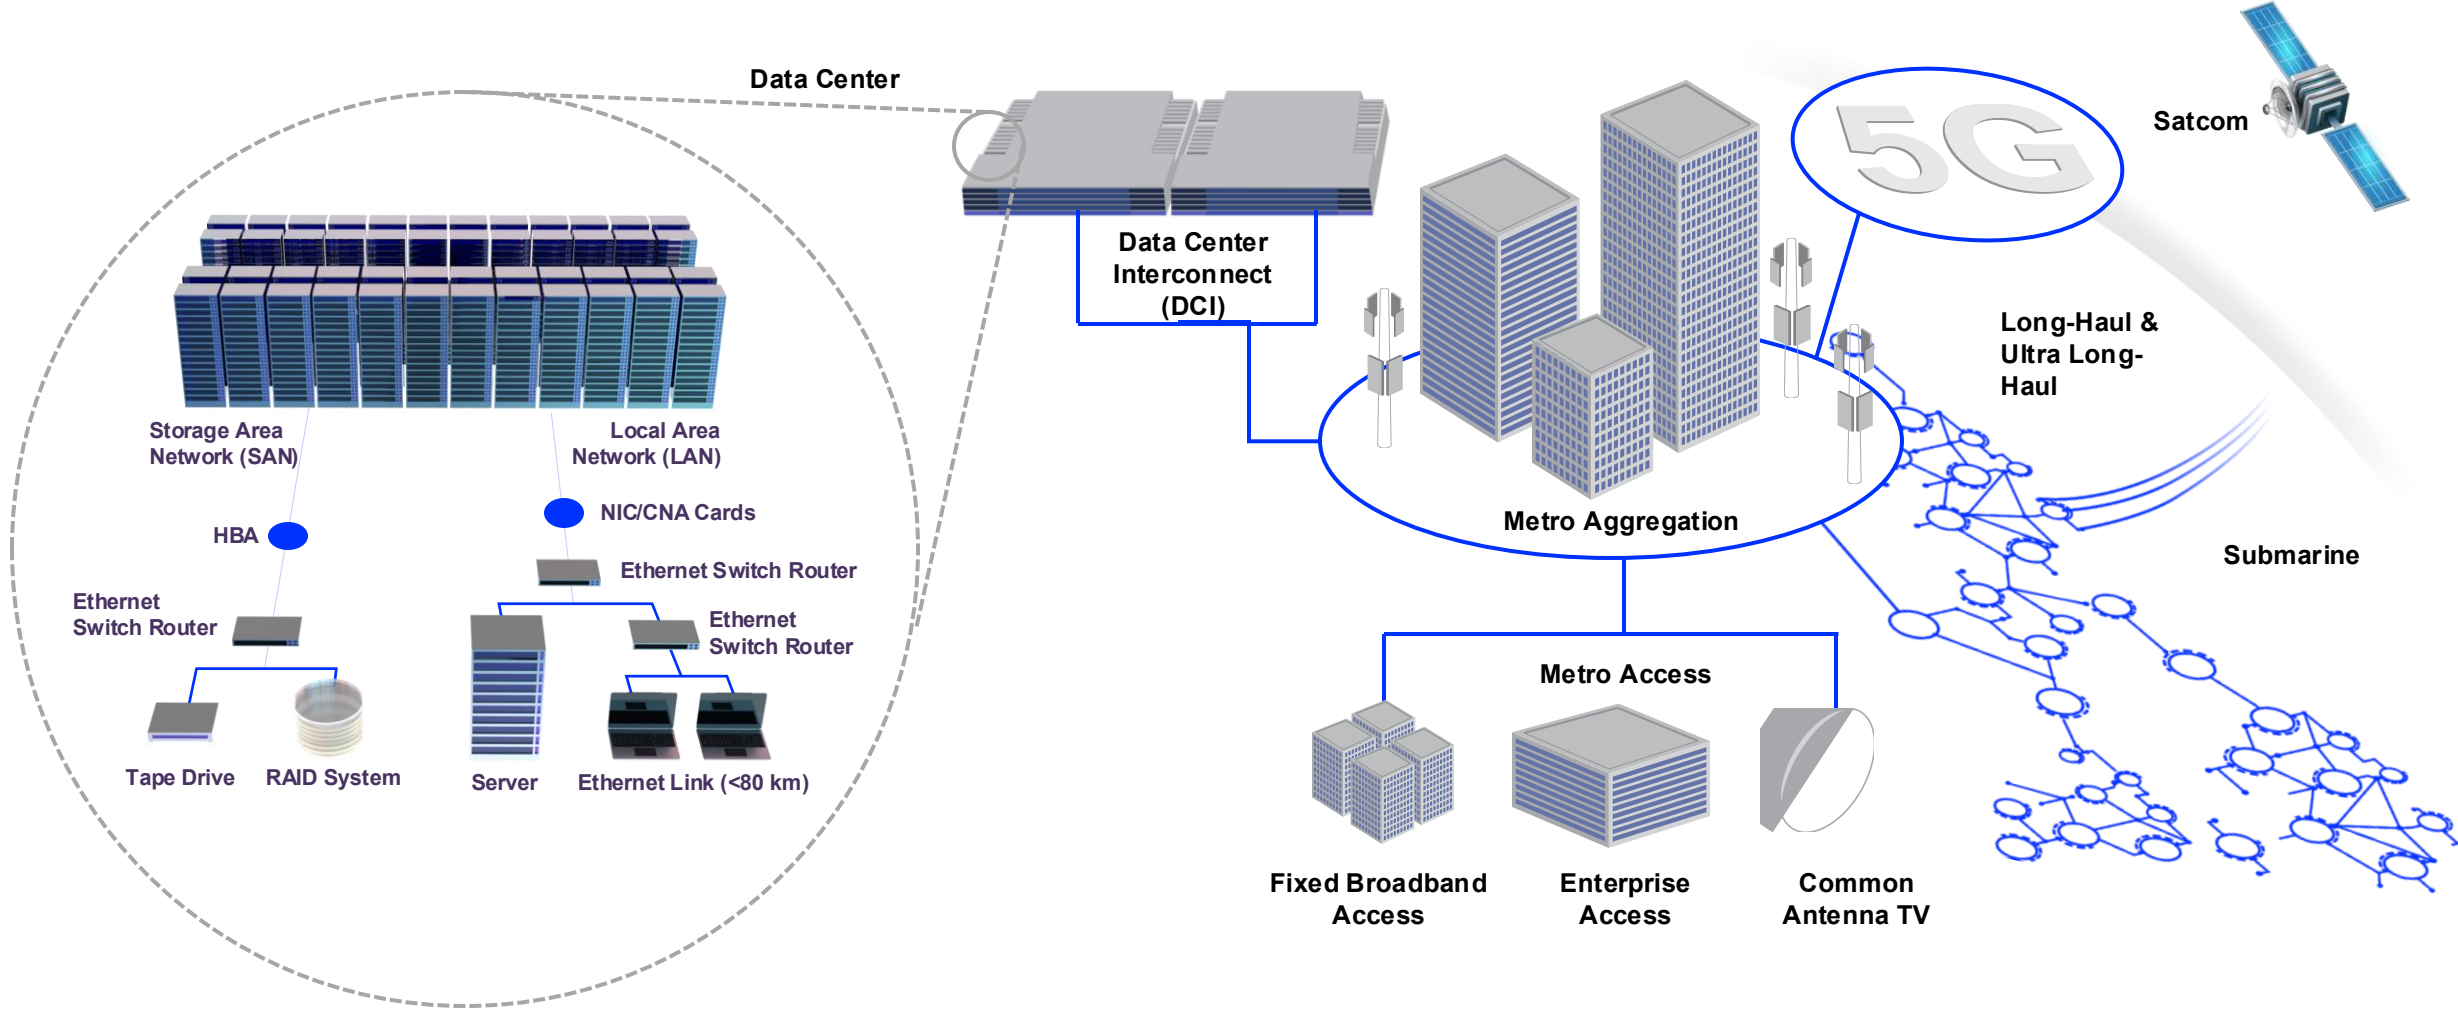 Data Center
Storage Area
Network (SAN)
Local Area
Network (LAN)
HBA
NIC/CNA Cards
Ethernet Switch Router
Ethernet
Switch Router
Ethernet
Switch Router
Tape Drive
RAID System
Server
Ethernet Link (<80 km)
Data Center
Interconnect
(DCI)
5G
Satcom
Long-Haul &
Ultra Long-
Haul
Submarine
Metro Aggregation
Metro Access
Fixed Broadband
Access
Enterprise
Access
Common
Antenna TV